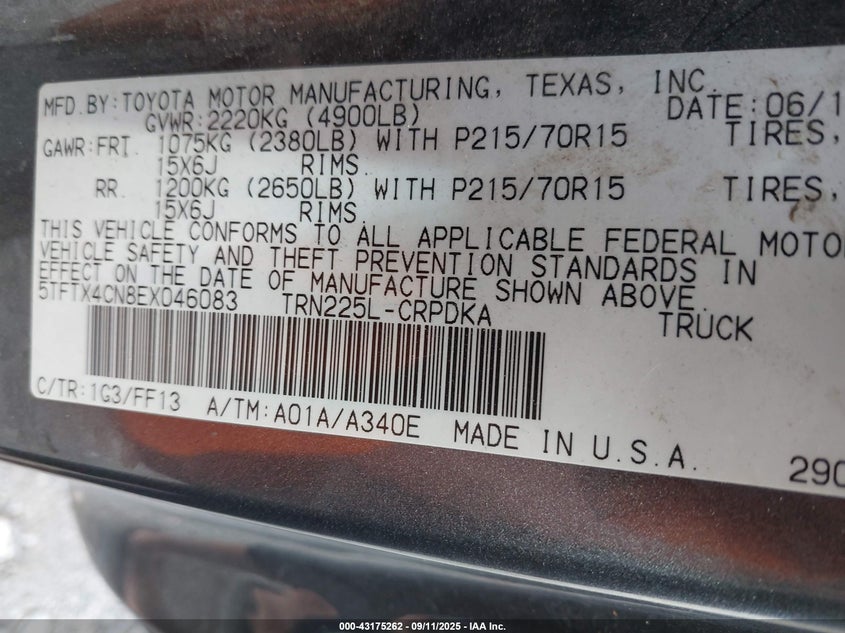 MFD.BY:TOYOTA MOTOR MANUFACTURING, TEXAS, INC.
GVWR:2220KG (4900LB) DATE:06/1
GAWR:FRT. 1075KG (2380LB) WITH P215/70R15 TIRES,
15X6J RIMS.
RR. 1200KG (2650LB) WITH P215/70R15 TIRES,
15X6J RIMS.
THIS VEHICLE CONFORMS TO ALL APPLICABLE FEDERAL MOTO
VEHICLE SAFETY AND THEFT PREVENTION STANDARDS IN
EFFECT ON THE DATE OF MANUFACTURE SHOWN ABOVE.
5TFTX4CN8EX046083 TRN225L-CRPDKA TRUCK
C/TR:1G3/FF13 A/TM:A01A/A340E MADE IN U.S.A. 290
000-43175262 - 09/11/2025 - IAA Inc.